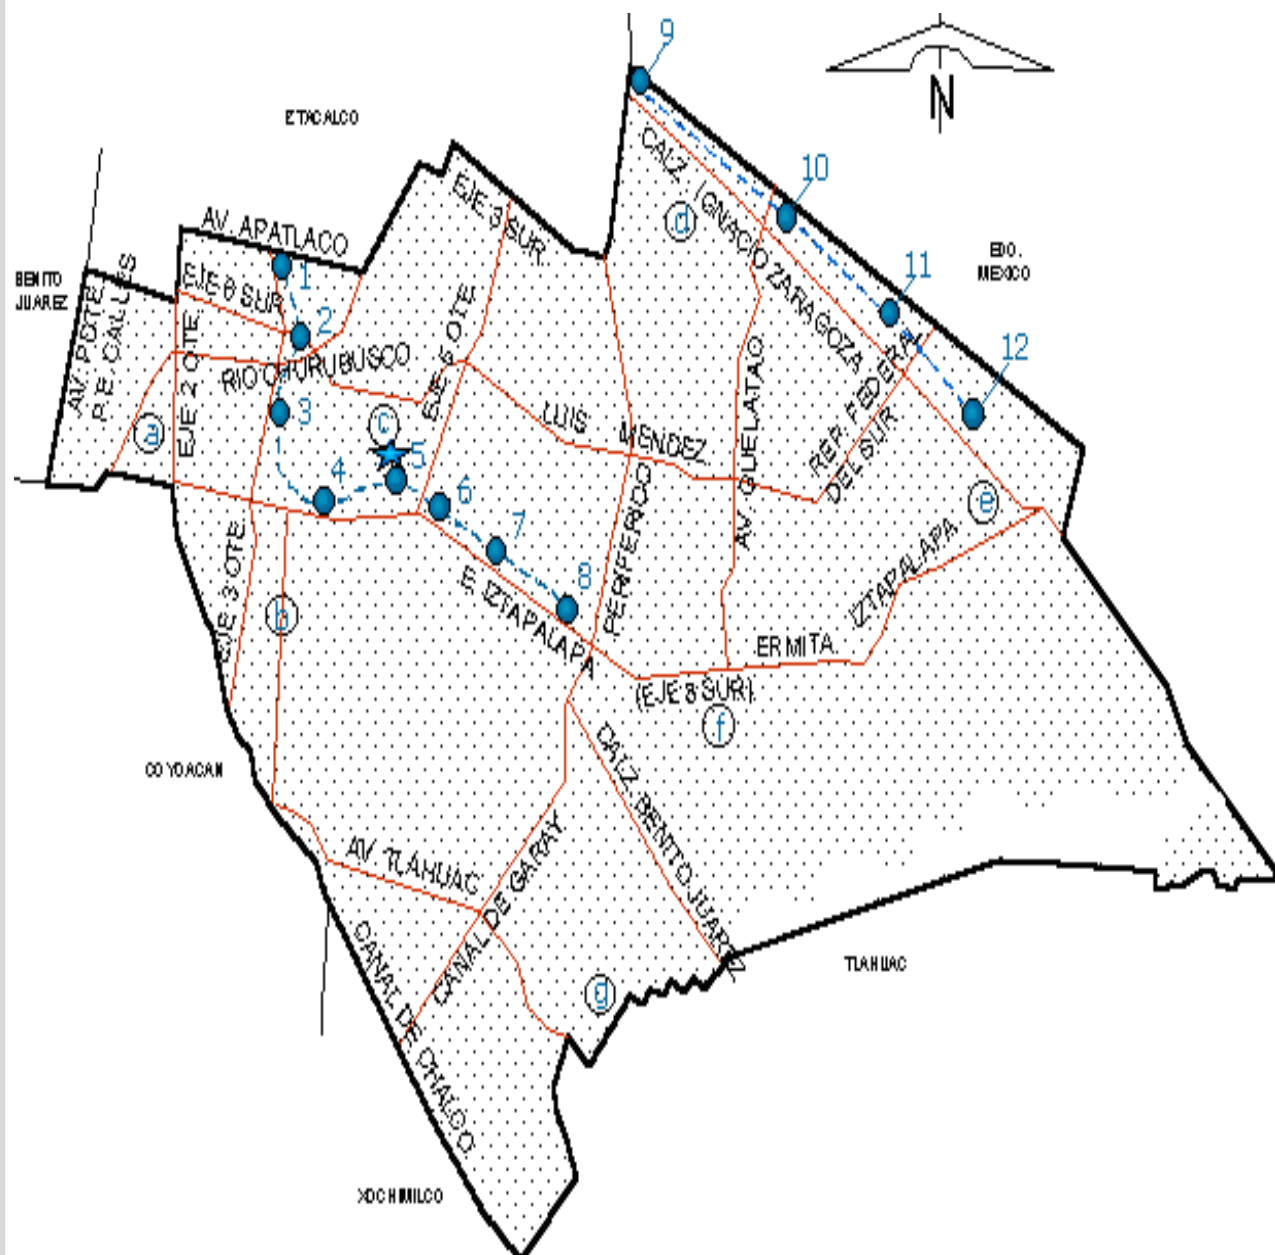 9
ETACALCO
N
10
CALZ. IGNACIO ZARAGOZA
EJE 3 SUR
d
AV. APATLACO
EDO.
MEXICO
BENITO
JUAREZ
1
EJE 6 SUR
11
2
AV. PDTE.
P.E. CALLES
EJE 2 OTE.
RIO CHURUBUSCO
EJE 5 OTE.
12
3
a
c
LUIS MENDEZ
AV. GUELATAO
REP. FEDERAL
DEL SUR
5
4
6
e
7
PERIFERICO
8
E. IZTAPALAPA
EJE 3 OTE.
b
ERMITA IZTAPALAPA
(EJE 8 SUR)
f
COYOACAN
CALZ. BENITO JUAREZ
AV. TLAHUAC
CANAL DE GARAY
TLAHUAC
g
CANAL DE CHALCO
XOCHIMILCO